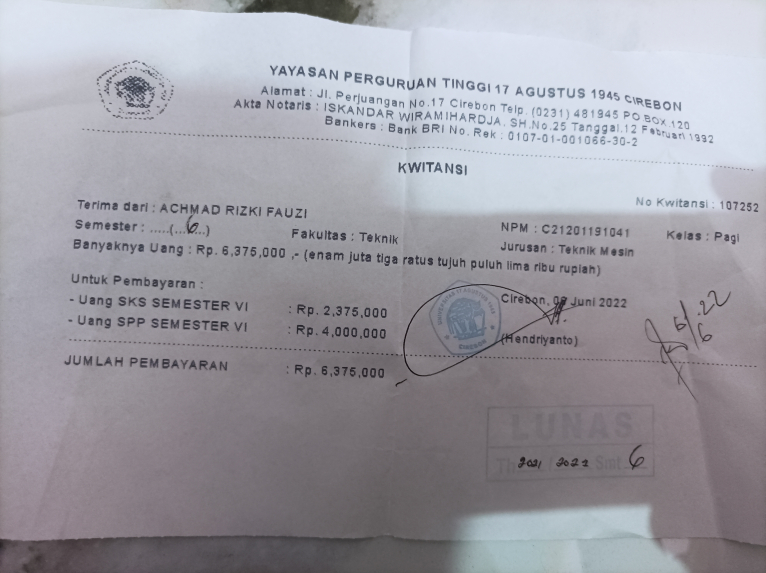 YAYASAN PERGURUAN TINGGI 17 AGUSTUS 1945 CIREBON
Alamat : Jl. Perjuangan No.17 Cirebon Telp. (0231) 481945 PO BOX.120
Akta Notaris : ISKANDAR WIRAMIHARDJA, SH.No.25 Tanggal.12 Februari 1992
Bankers : Bank BRI No. Rek : 0107-01-001066-30-2
KWITANSI
No Kwitansi : 107252
Terima dari : ACHMAD RIZKI FAUZI
NPM : C21201191041 Kelas : Pagi
Semester : .....(...6...) Fakultas : Teknik Jurusan : Teknik Mesin
Banyaknya Uang : Rp. 6,375,000 ,- (enam juta tiga ratus tujuh puluh lima ribu rupiah)
Untuk Pembayaran :
- Uang SKS SEMESTER VI : Rp. 2,375,000
- Uang SPP SEMESTER VI : Rp. 4,000,000
Cirebon, Juni 2022
(Hendriyanto)
JUMLAH PEMBAYARAN : Rp. 6,375,000
CIREBON
LUNAS
2021 / 2022 Smt. 6